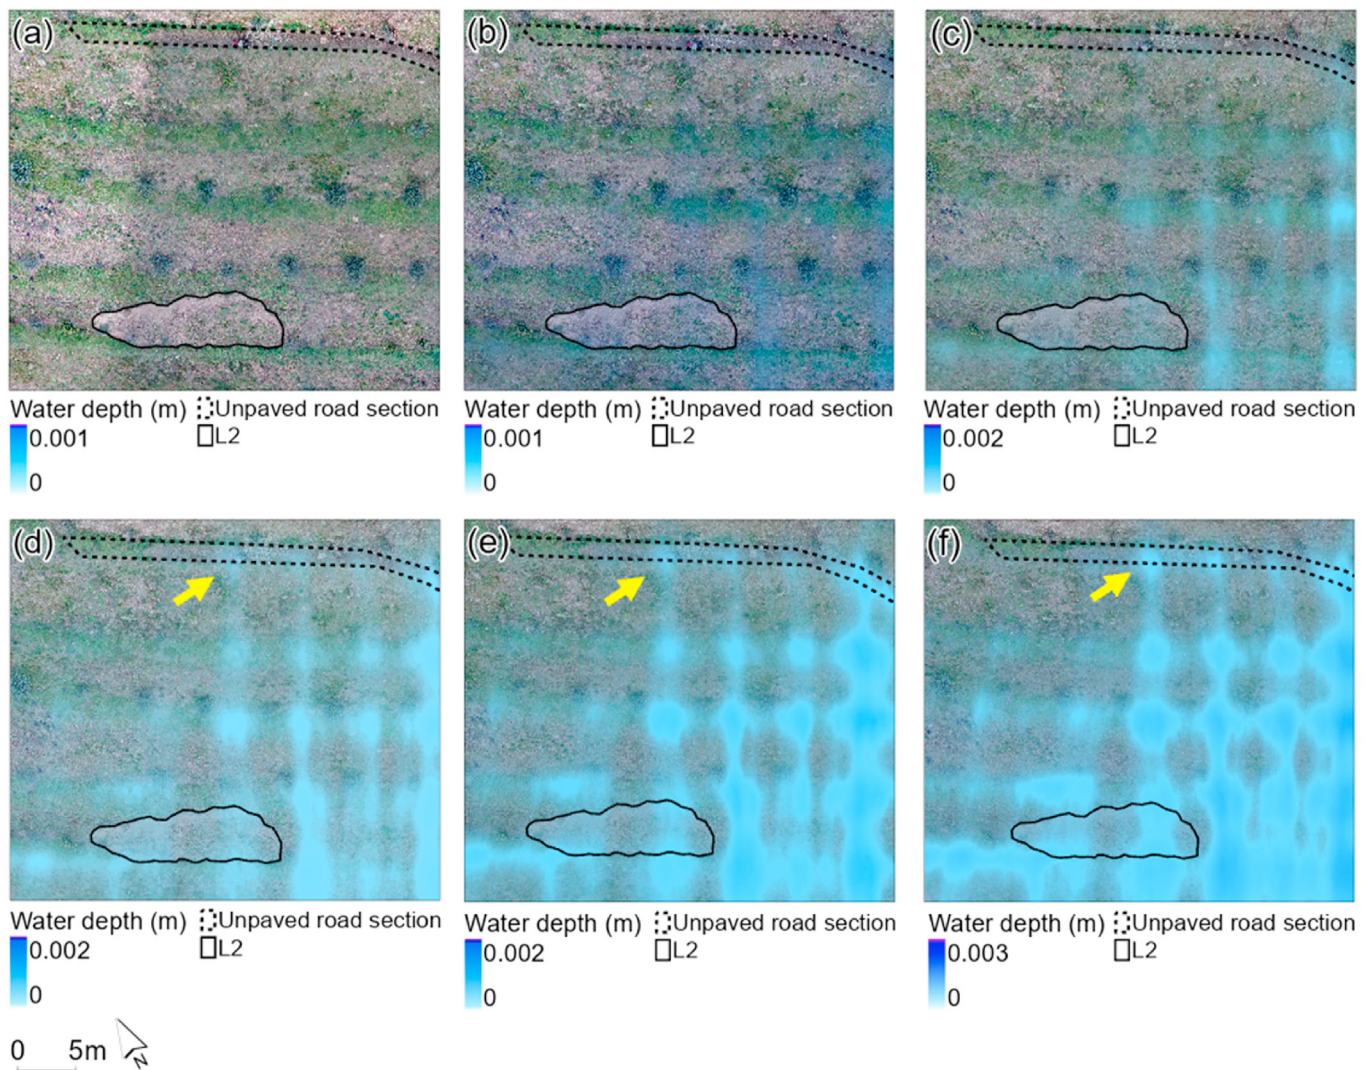 (a) (b) (c)
Water depth (m) Unpaved road section Water depth (m) Unpaved road section Water depth (m) Unpaved road section
0.001 L2 0.001 L2 0.002 L2
0 0 0
(d) (e) (f)
Water depth (m) Unpaved road section Water depth (m) Unpaved road section Water depth (m) Unpaved road section
0.002 L2 0.002 L2 0.003 L2
0 0 0
0 5m N